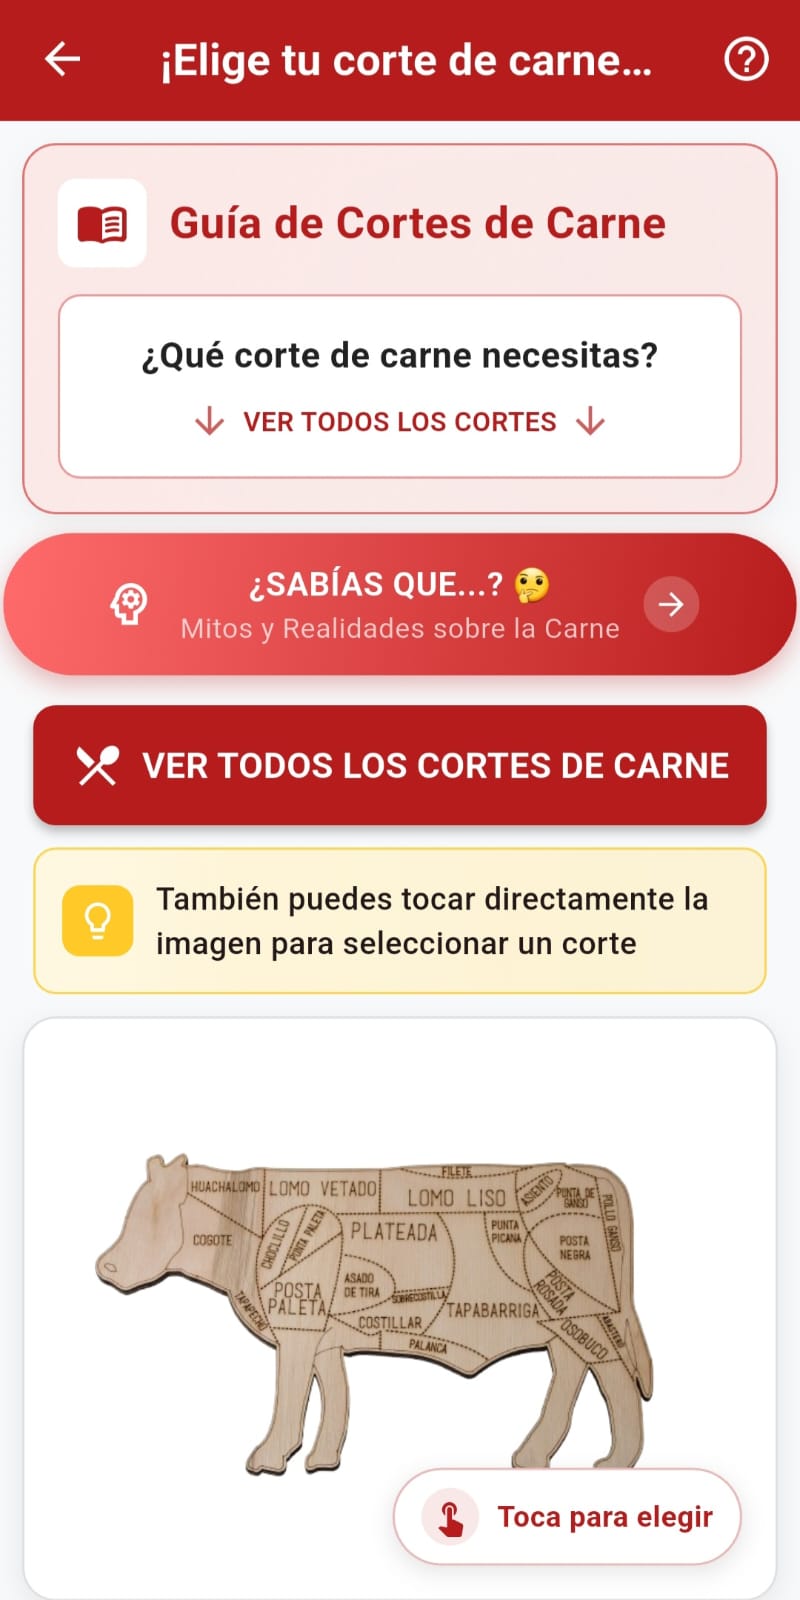 ¡Elige tu corte de carne...
Guía de Cortes de Carne
¿Qué corte de carne necesitas?
VER TODOS LOS CORTES
¿SABÍAS QUE...? 🤔
Mitos y Realidades sobre la Carne
VER TODOS LOS CORTES DE CARNE
También puedes tocar directamente la
imagen para seleccionar un corte
HUACHALOMO
LOMO VETADO
FILETE
LOMO LISO
ASIENTO
PUNTA DE
GANSO
POLLO GANSO
COGOTE
CHOCLILLO
PUNTA PALETA
PLATEADA
PUNTA
PICANA
POSTA
NEGRA
POSTA
PALETA
ASADO
DE TIRA
SOBRECOSTILLA
TAPABARRIGA
POSTA
ROSADA
TAPAPECHO
COSTILLAR
PALANCA
OSOBUCO
ABASTERO
Toca para elegir